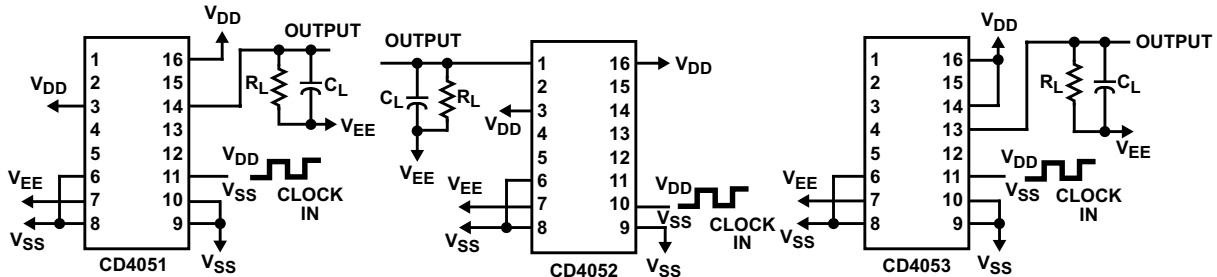 VDD
OUTPUT
1 16
2 15
VDD
3 14
4 13
5 12
6 11
7 10
8 9
RL
CL
VEE
VDD
VSS
CLOCK
IN
VEE
VSS
VSS
CD4051
OUTPUT
1 16
VDD
2 15
3 14
4 13
5 12
6 11
7 10
8 9
CL
RL
VDD
VEE
VEE
VSS
VDD
VSS
CLOCK
IN
VSS
CD4052
VDD
OUTPUT
1 16
2 15
3 14
4 13
5 12
6 11
7 10
8 9
RL
CL
VEE
VDD
VSS
CLOCK
IN
VEE
VSS
VSS
CD4053